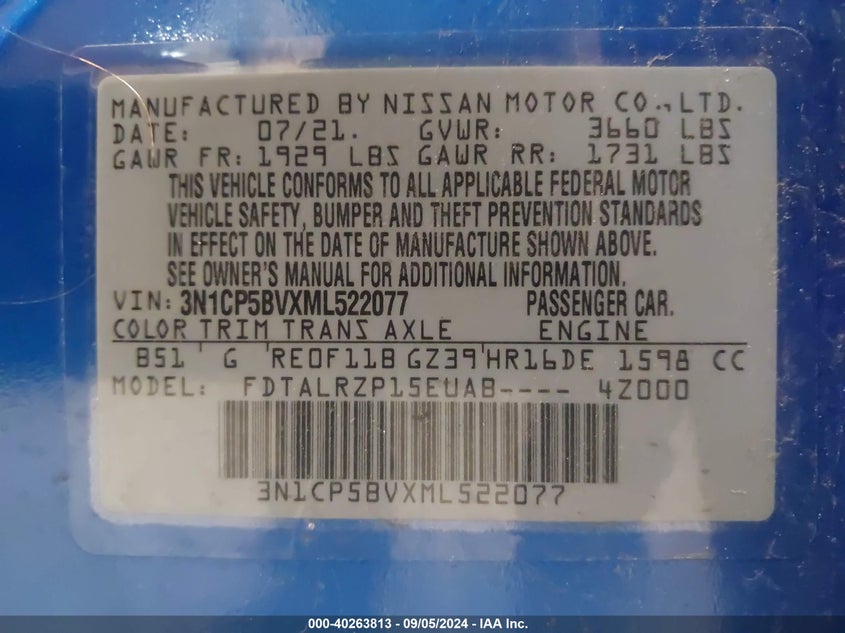 MANUFACTURED BY NISSAN MOTOR CO., LTD.
DATE: 07/21. GVWR: 3660 LBS
GAWR FR: 1929 LBS GAWR RR: 1731 LBS
THIS VEHICLE CONFORMS TO ALL APPLICABLE FEDERAL MOTOR
VEHICLE SAFETY, BUMPER AND THEFT PREVENTION STANDARDS
IN EFFECT ON THE DATE OF MANUFACTURE SHOWN ABOVE.
SEE OWNER'S MANUAL FOR ADDITIONAL INFORMATION.
VIN: 3N1CP5BVXML522077 PASSENGER CAR.
COLOR TRIM TRANS AXLE ENGINE
B51 G RE0F11B GZ39 HR16DE 1598 CC
MODEL: FDTALRZP15EUAB---- 4Z000
3N1CP5BVXML522077
000-40263813 - 09/05/2024 - IAA Inc.